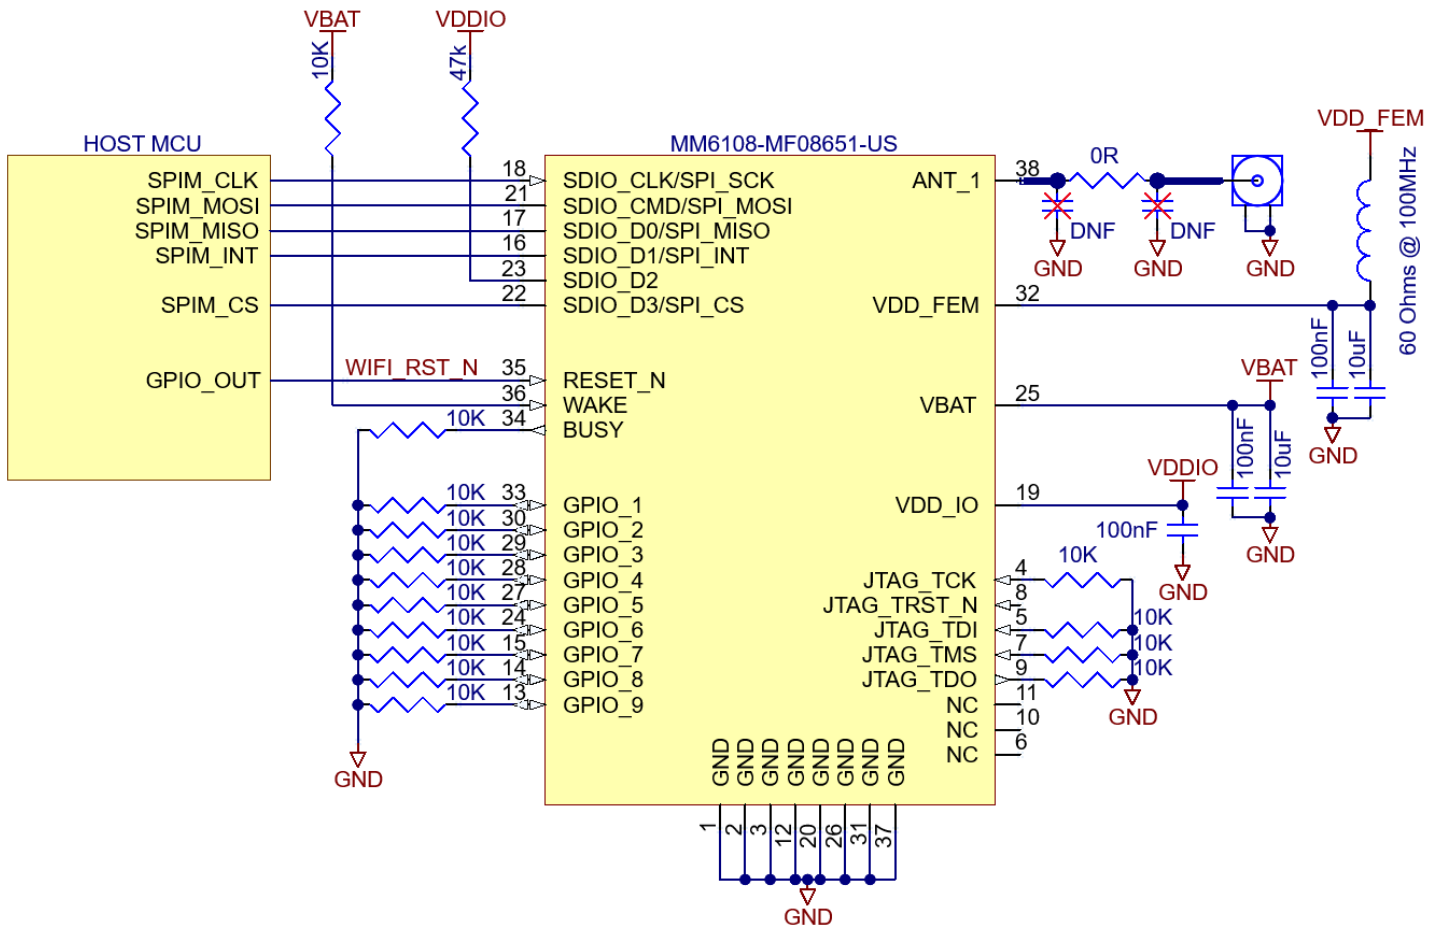 VBAT
VDDIO
10K
47k
HOST MCU
SPIM_CLK
SPIM_MOSI
SPIM_MISO
SPIM_INT
SPIM_CS
GPIO_OUT
WIFI_RST_N
MM6108-MF08651-US
18 SDIO_CLK/SPI_SCK
21 SDIO_CMD/SPI_MOSI
17 SDIO_D0/SPI_MISO
16 SDIO_D1/SPI_INT
23 SDIO_D2
22 SDIO_D3/SPI_CS
35 RESET_N
36 WAKE
10K 34 BUSY
10K 33 GPIO_1
10K 30 GPIO_2
10K 29 GPIO_3
10K 28 GPIO_4
10K 27 GPIO_5
10K 24 GPIO_6
10K 15 GPIO_7
10K 14 GPIO_8
10K 13 GPIO_9
GND
ANT_1 38
0R
DNF
DNF
GND
GND
GND
VDD_FEM
60 Ohms @ 100MHz
VDD_FEM 32
100nF
10uF
GND
VBAT
VBAT 25
100nF
10uF
GND
VDDIO
VDD_IO 19
100nF
GND
JTAG_TCK 4 10K
JTAG_TRST_N 8
JTAG_TDI 5 10K
JTAG_TMS 7 10K
JTAG_TDO 9 10K
GND
NC 11
NC 10
NC 6
GND GND GND GND GND GND GND GND
1 2 3 12 20 26 31 37
GND